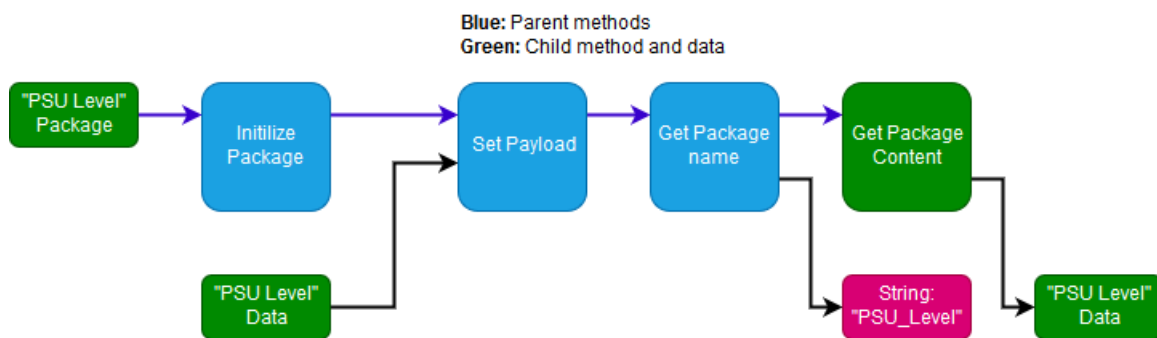 Blue: Parent methods
Green: Child method and data
"PSU Level"
Package
Initilize
Package
Set Payload
Get Package
name
Get Package
Content
"PSU Level"
Data
String:
"PSU_Level"
"PSU Level"
Data